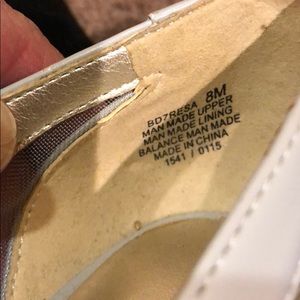 BD7RESA 8M
MAN MADE UPPER
MAN MADE LINING
BALANCE MAN MADE
MADE IN CHINA
1541 / 0115